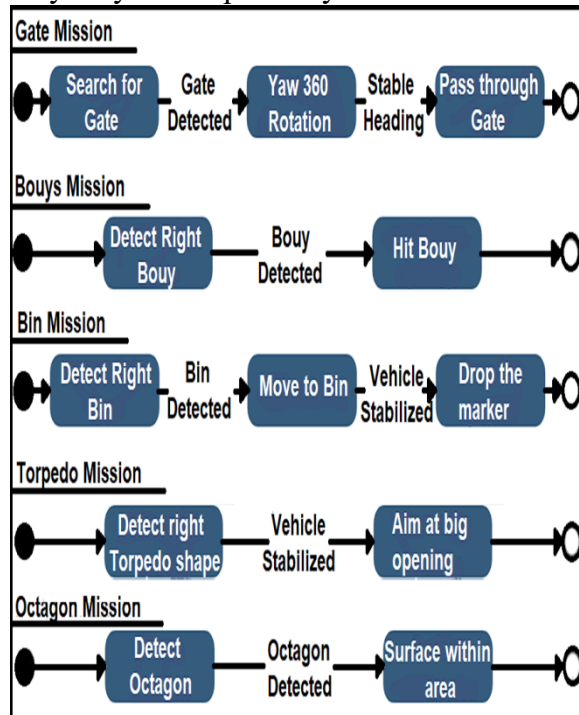 Gate Mission
Search for Gate
Gate Detected
Yaw 360 Rotation
Stable Heading
Pass through Gate
Bouys Mission
Detect Right Bouy
Bouy Detected
Hit Bouy
Bin Mission
Detect Right Bin
Bin Detected
Move to Bin
Vehicle Stabilized
Drop the marker
Torpedo Mission
Detect right Torpedo shape
Vehicle Stabilized
Aim at big opening
Octagon Mission
Detect Octagon
Octagon Detected
Surface within area